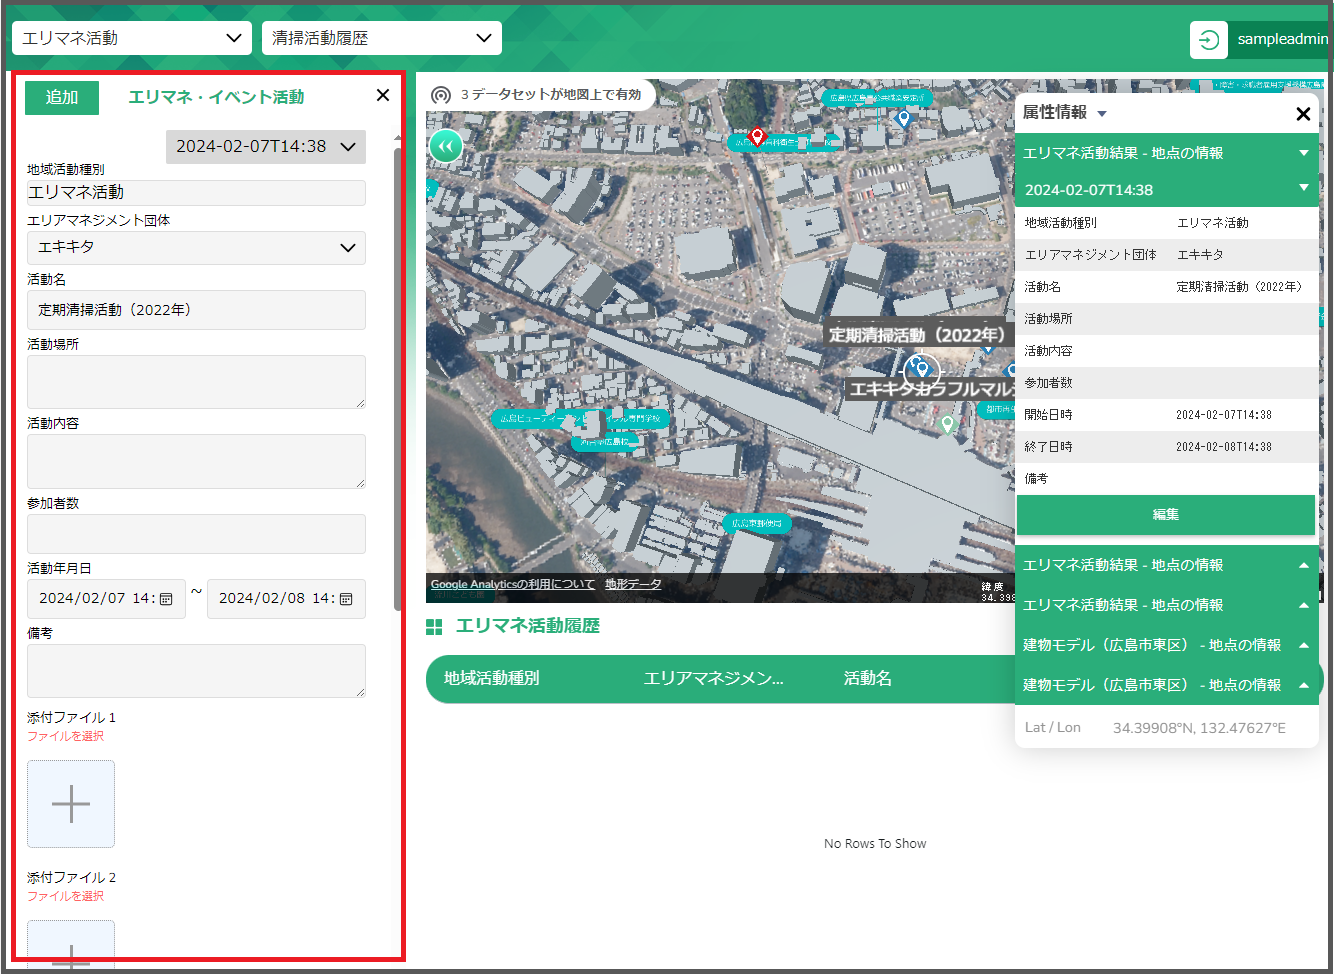 エリマネ活動
清掃活動履歴
sampleadmin
追加
エリマネ・イベント活動
2024-02-07T14:38
地域活動種別
エリマネ活動
エリアマネジメント団体
エキキタ
活動名
定期清掃活動（2022年）
活動場所
活動内容
参加者数
活動年月日
2024/02/07 14:
~
2024/02/08 14:
備考
添付ファイル 1
ファイルを選択
添付ファイル 2
ファイルを選択
3 データセットが地図上で有効
定期清掃活動（2022年）
エキキタカラフルマル
広島東郵便局
Google Analyticsの利用について
地形データ
緯度
34.398
エリマネ活動履歴
地域活動種別
エリアマネジメン...
活動名
No Rows To Show
属性情報
エリマネ活動結果 - 地点の情報
2024-02-07T14:38
地域活動種別 エリマネ活動
エリアマネジメント団体 エキキタ
活動名 定期清掃活動（2022年）
活動場所
活動内容
参加者数
開始日時 2024-02-07T14:38
終了日時 2024-02-08T14:38
備考
編集
エリマネ活動結果 - 地点の情報
エリマネ活動結果 - 地点の情報
建物モデル（広島市東区） - 地点の情報
建物モデル（広島市東区） - 地点の情報
Lat / Lon 34.39908°N, 132.47627°E